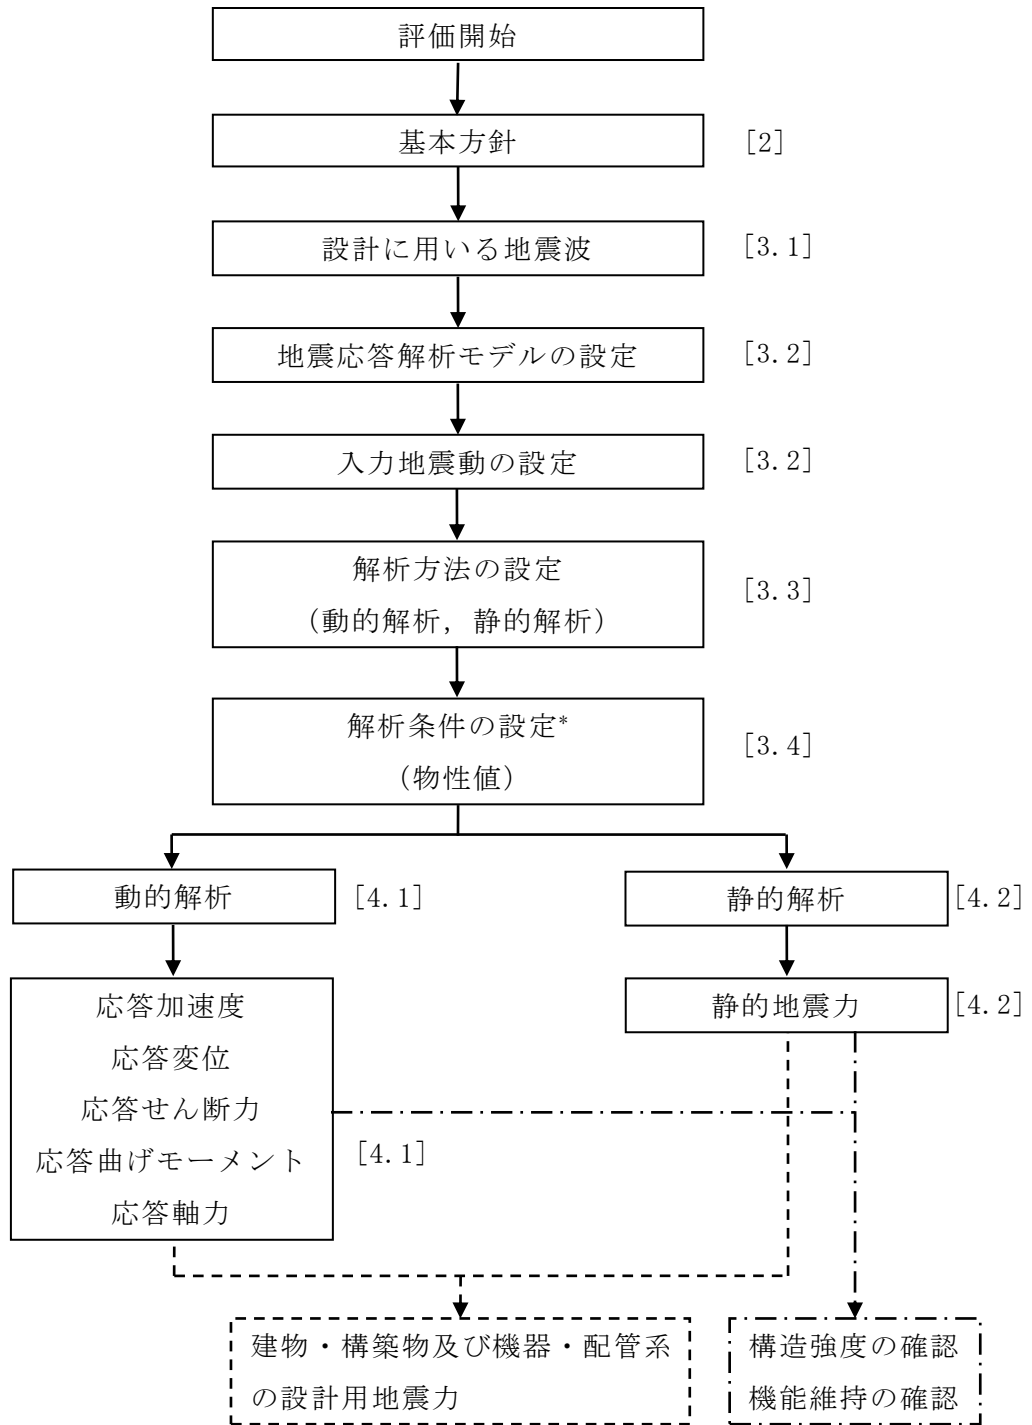 評価開始
基本方針
[2]
設計に用いる地震波
[3.1]
地震応答解析モデルの設定
[3.2]
入力地震動の設定
[3.2]
解析方法の設定
（動的解析，静的解析）
[3.3]
解析条件の設定*
（物性値）
[3.4]
動的解析
[4.1]
静的解析
[4.2]
応答加速度
応答変位
応答せん断力
応答曲げモーメント
応答軸力
[4.1]
静的地震力
[4.2]
建物・構築物及び機器・配管系
の設計用地震力
構造強度の確認
機能維持の確認